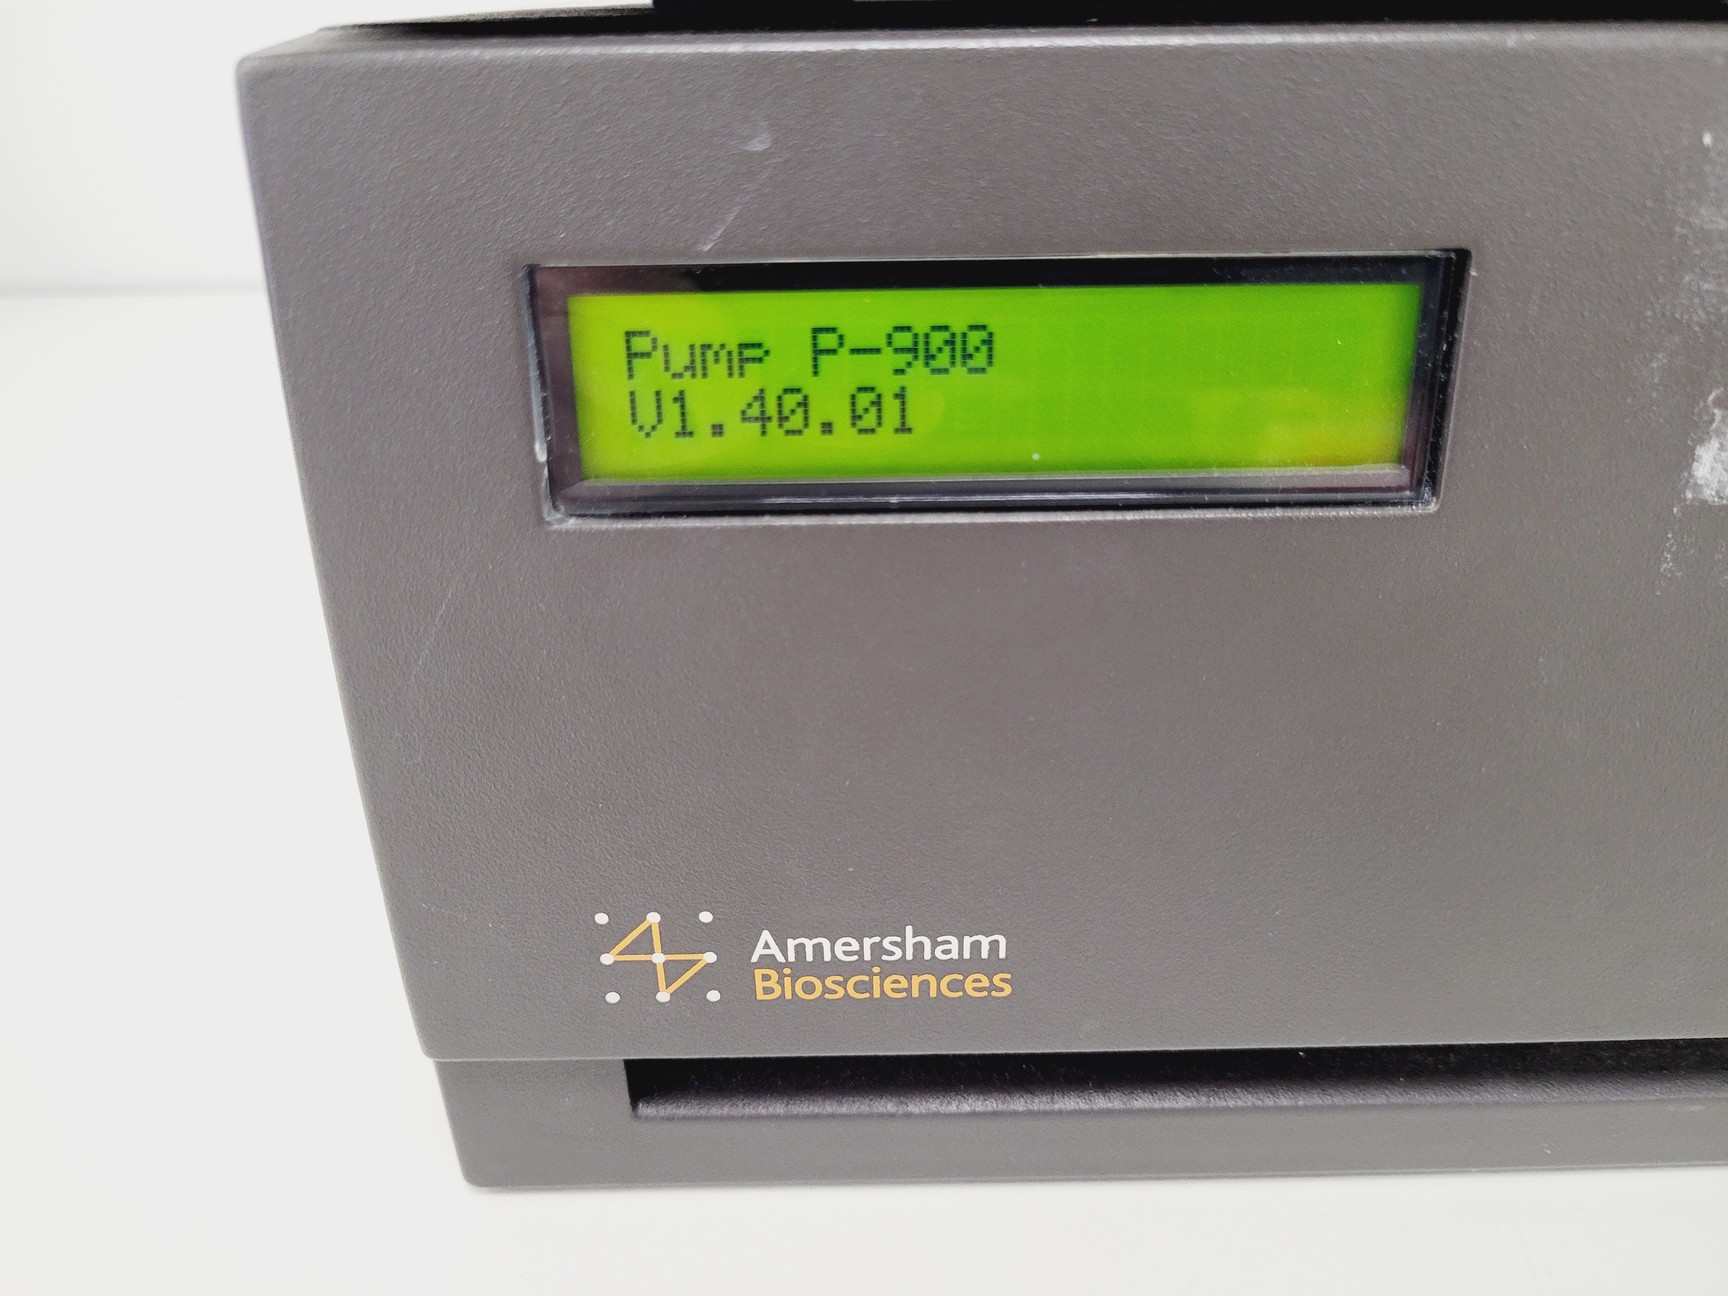 Pump P-900
V1.40.01
Amersham
Biosciences